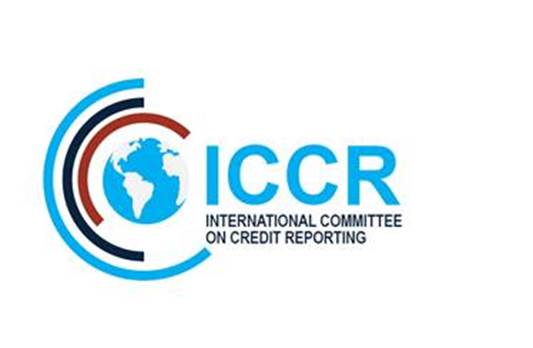 ICCR
INTERNATIONAL COMMITTEE
ON CREDIT REPORTING